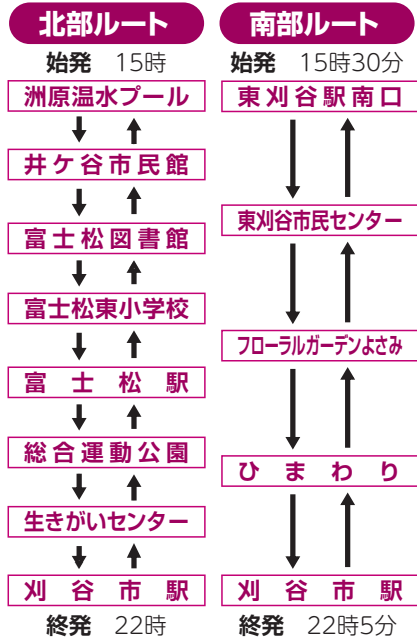 北部ルート
始発 15時
洲原温水プール
井ケ谷市民館
富士松図書館
富士松東小学校
富士松駅
総合運動公園
生きがいセンター
刈谷市駅
終発 22時
南部ルート
始発 15時30分
東刈谷駅南口
東刈谷市民センター
フローラルガーデンよさみ
ひまわり
刈谷市駅
終発 22時5分